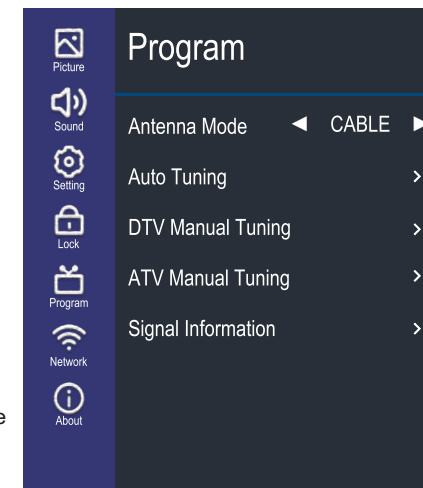 Picture
Sound
Setting
Lock
Program
Network
About
Program
Antenna Mode ◀ CABLE ▶
Auto Tuning >
DTV Manual Tuning >
ATV Manual Tuning >
Signal Information >
e